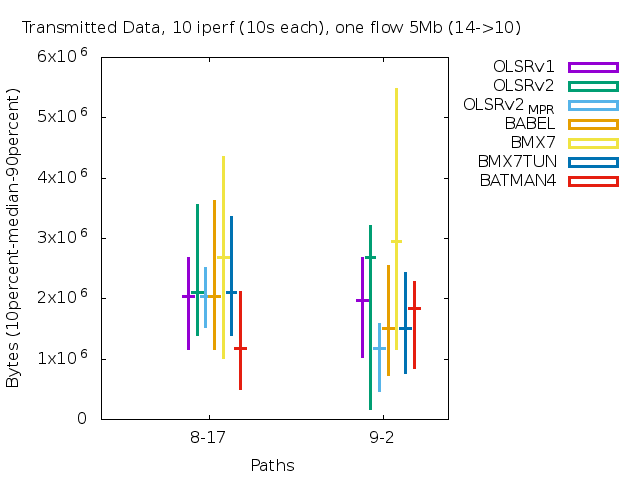 Transmitted Data, 10 iperf (10s each), one flow 5Mb (14->10)
OLSRv1
OLSRv2
OLSRv2 MPR
BABEL
BMX7
BMX7TUN
BATMAN4
Bytes (10percent-median-90percent)
6x10^6
5x10^6
4x10^6
3x10^6
2x10^6
1x10^6
0
8-17 9-2
Paths